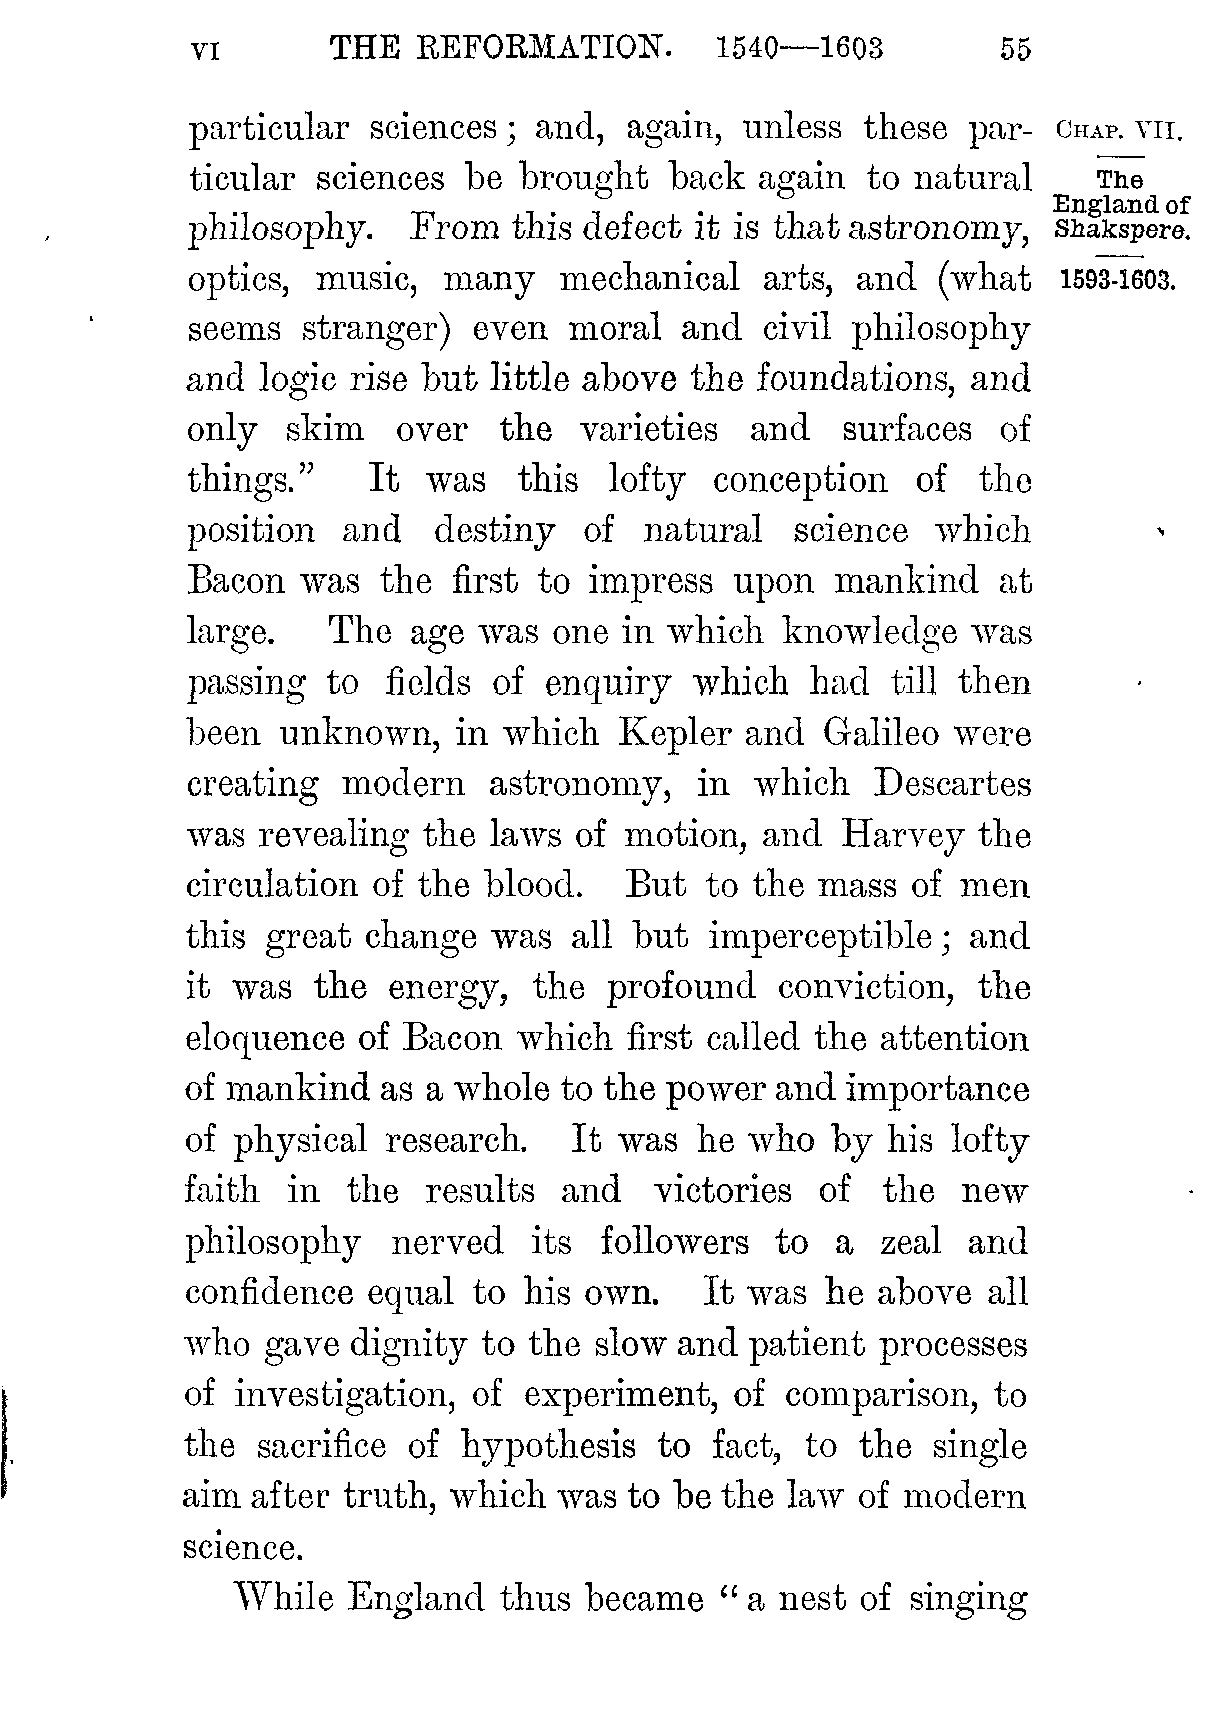 VI THE REFORMATION. 1540—1603 55
particular sciences; and, again, unless these par-
ticular sciences be brought back again to natural
philosophy. From this defect it is that astronomy,
optics, music, many mechanical arts, and (what
seems stranger) even moral and civil philosophy
and logic rise but little above the foundations, and
only skim over the varieties and surfaces of
things.” It was this lofty conception of the
position and destiny of natural science which
Bacon was the first to impress upon mankind at
large. The age was one in which knowledge was
passing to fields of enquiry which had till then
been unknown, in which Kepler and Galileo were
creating modern astronomy, in which Descartes
was revealing the laws of motion, and Harvey the
circulation of the blood. But to the mass of men
this great change was all but imperceptible; and
it was the energy, the profound conviction, the
eloquence of Bacon which first called the attention
of mankind as a whole to the power and importance
of physical research. It was he who by his lofty
faith in the results and victories of the new
philosophy nerved its followers to a zeal and
confidence equal to his own. It was he above all
who gave dignity to the slow and patient processes
of investigation, of experiment, of comparison, to
the sacrifice of hypothesis to fact, to the single
aim after truth, which was to be the law of modern
science.
While England thus became “a nest of singing
CHAP. VII.
The
England of
Shakspere.
1593-1603.